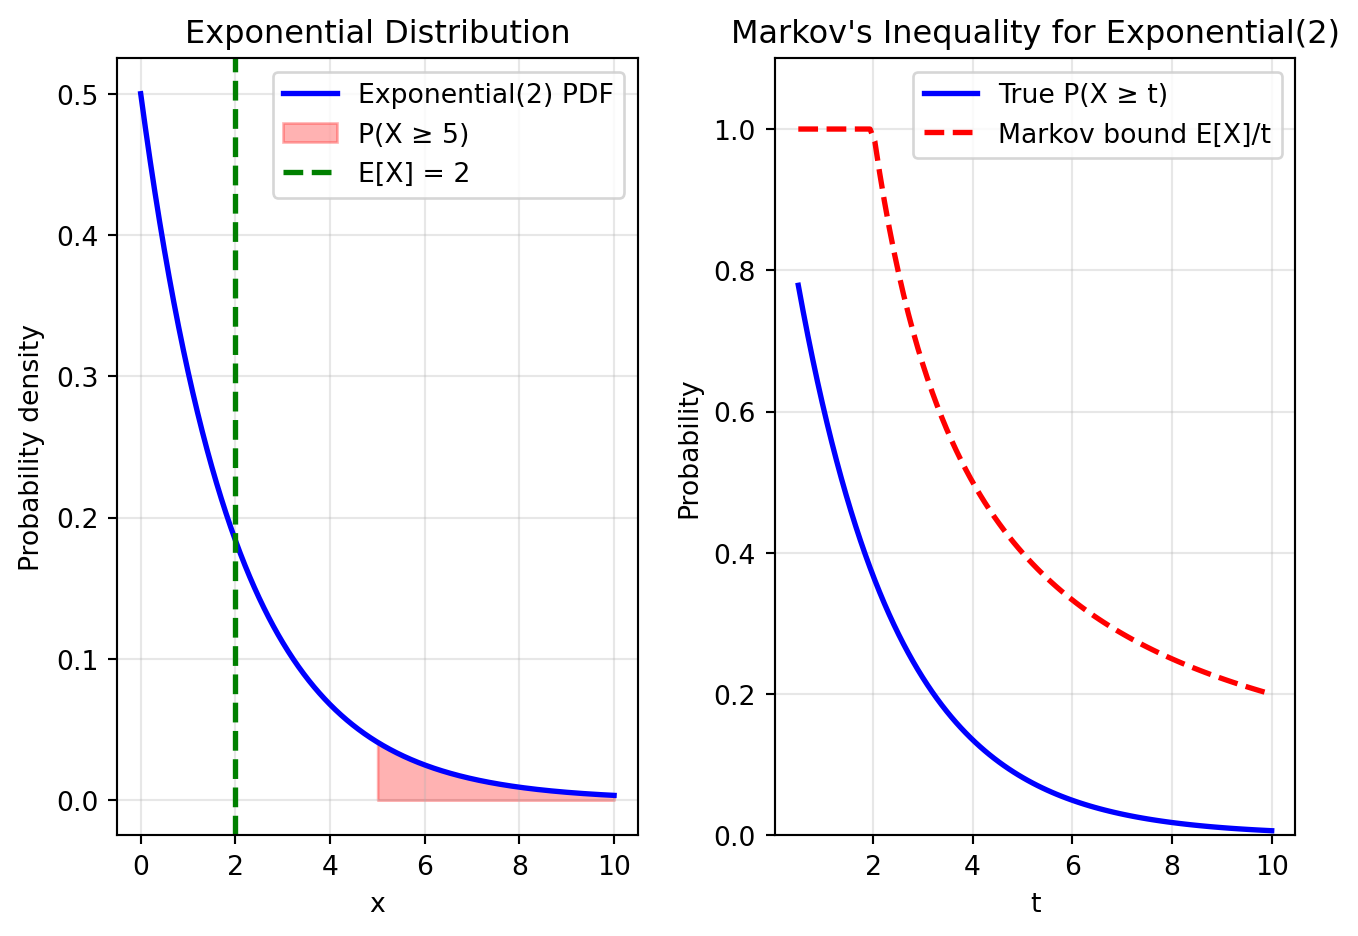 Exponential Distribution
Exponential(2) PDF
P(X ≥ 5)
E[X] = 2
0.5
0.4
0.3
0.2
0.1
0.0
Probability density
0 2 4 6 8 10
x
Markov's Inequality for Exponential(2)
True P(X ≥ t)
Markov bound E[X]/t
1.0
0.8
0.6
0.4
0.2
0.0
Probability
2 4 6 8 10
t